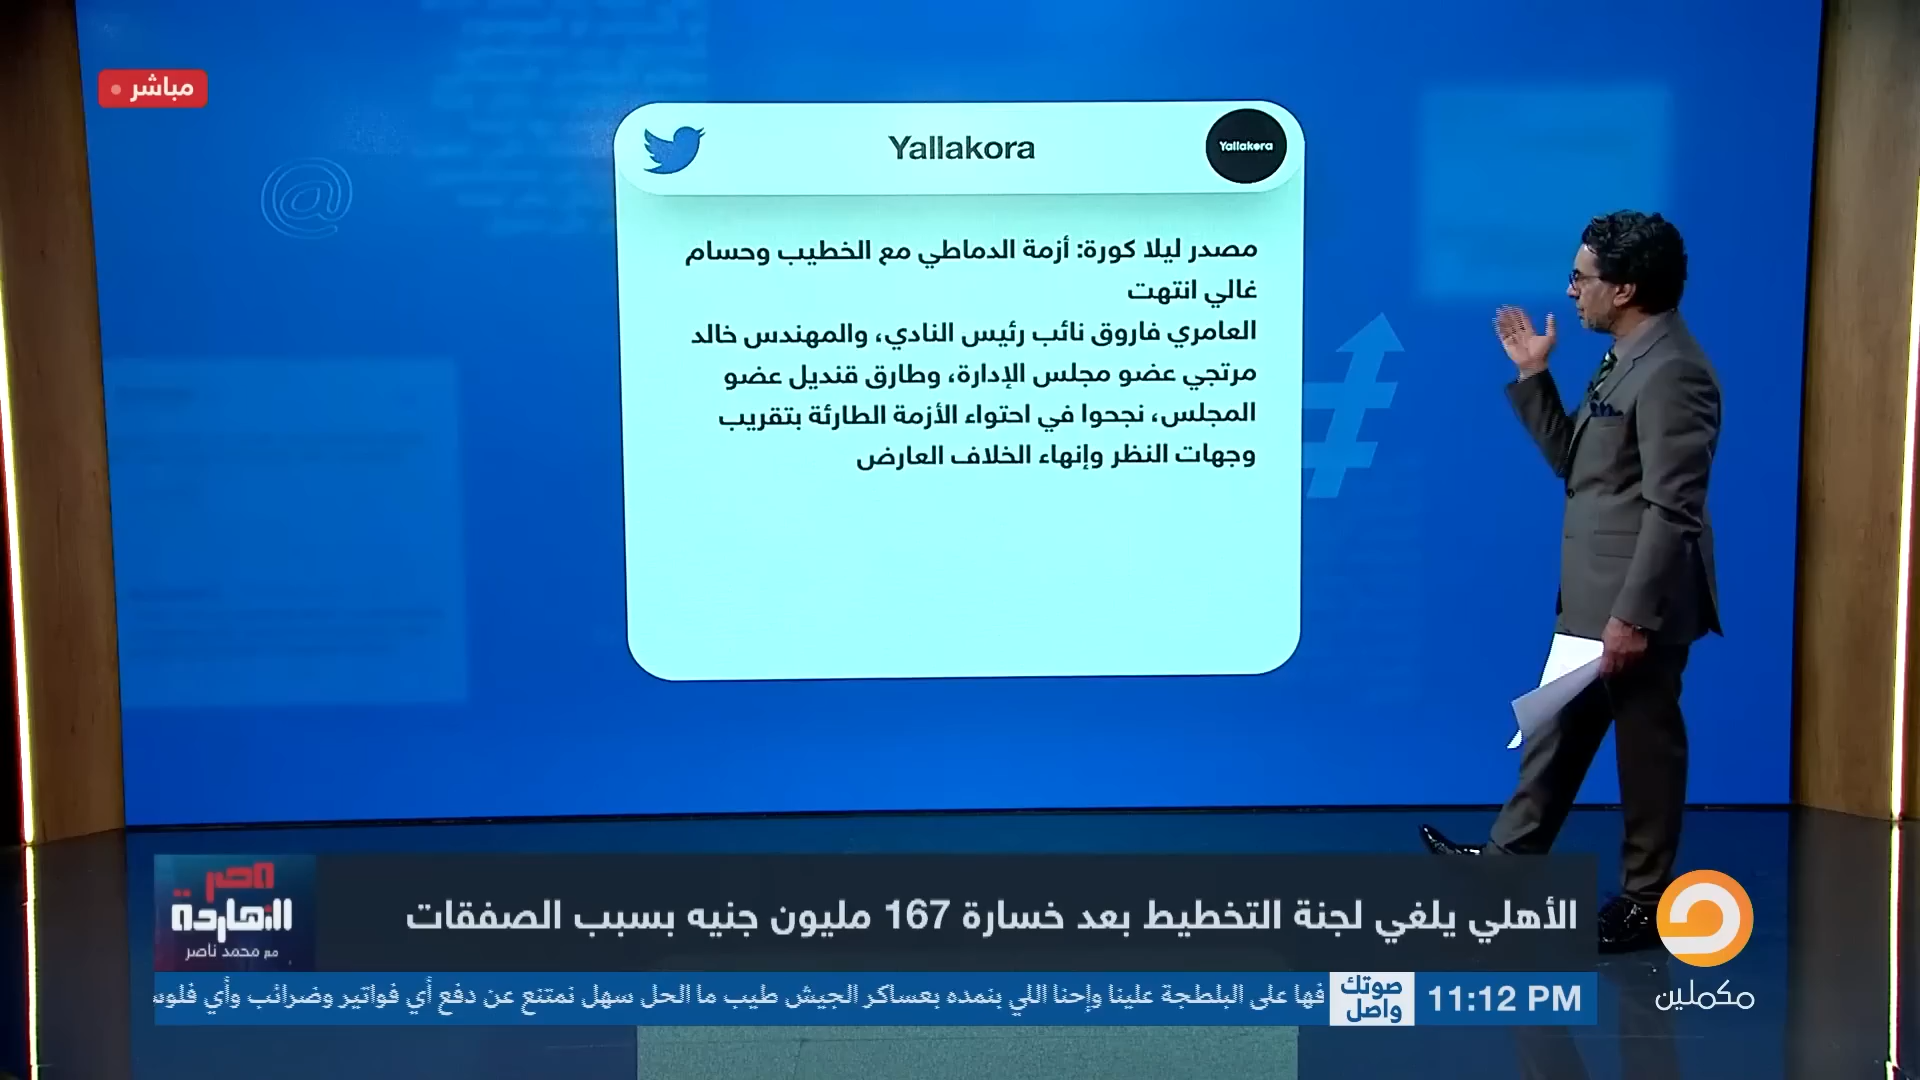 مباشر
Yallakora
Yallakora
مصدر ليلا كورة: أزمة الدماطي مع الخطيب وحسام
غالي انتهت
العامري فاروق نائب رئيس النادي، والمهندس خالد
مرتجي عضو مجلس الإدارة، وطارق قنديل عضو
المجلس، نجحوا في احتواء الأزمة الطارئة بتقريب
وجهات النظر وإنهاء الخلاف العارض
مصر
النهاردة
مع محمد ناصر
الأهلي يلغي لجنة التخطيط بعد خسارة 167 مليون جنيه بسبب الصفقات
11:12 PM
صوتك
واصل
فها على البلطجة علينا وإحنا اللي بنمده بعساكر الجيش طيب ما الحل سهل نمتنع عن دفع أي فواتير وضرائب وأي فلوس
مكملين